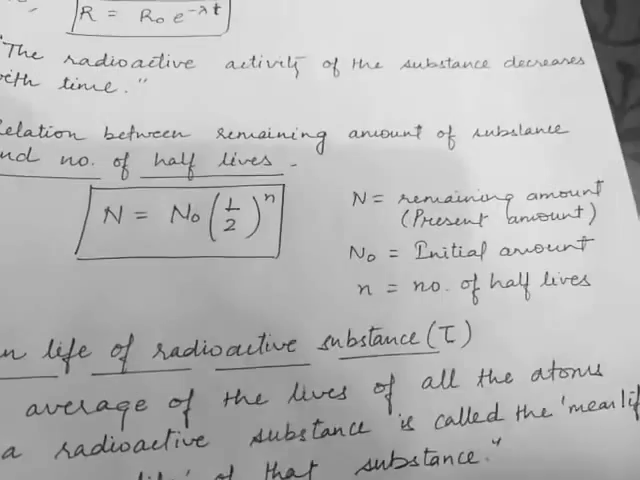 R = R₀ e^-λt
"The radioactive activity of the substance decreases
with time."
Relation between remaining amount of substance
and no. of half lives.
N = N₀ (1/2)^n
N = remaining amount
(Present amount)
N₀ = Initial amount
n = no. of half lives
n life of radioactive substance (τ)
average of the lives of all the atoms
a radioactive substance is called the 'mean lif
life' of that substance."